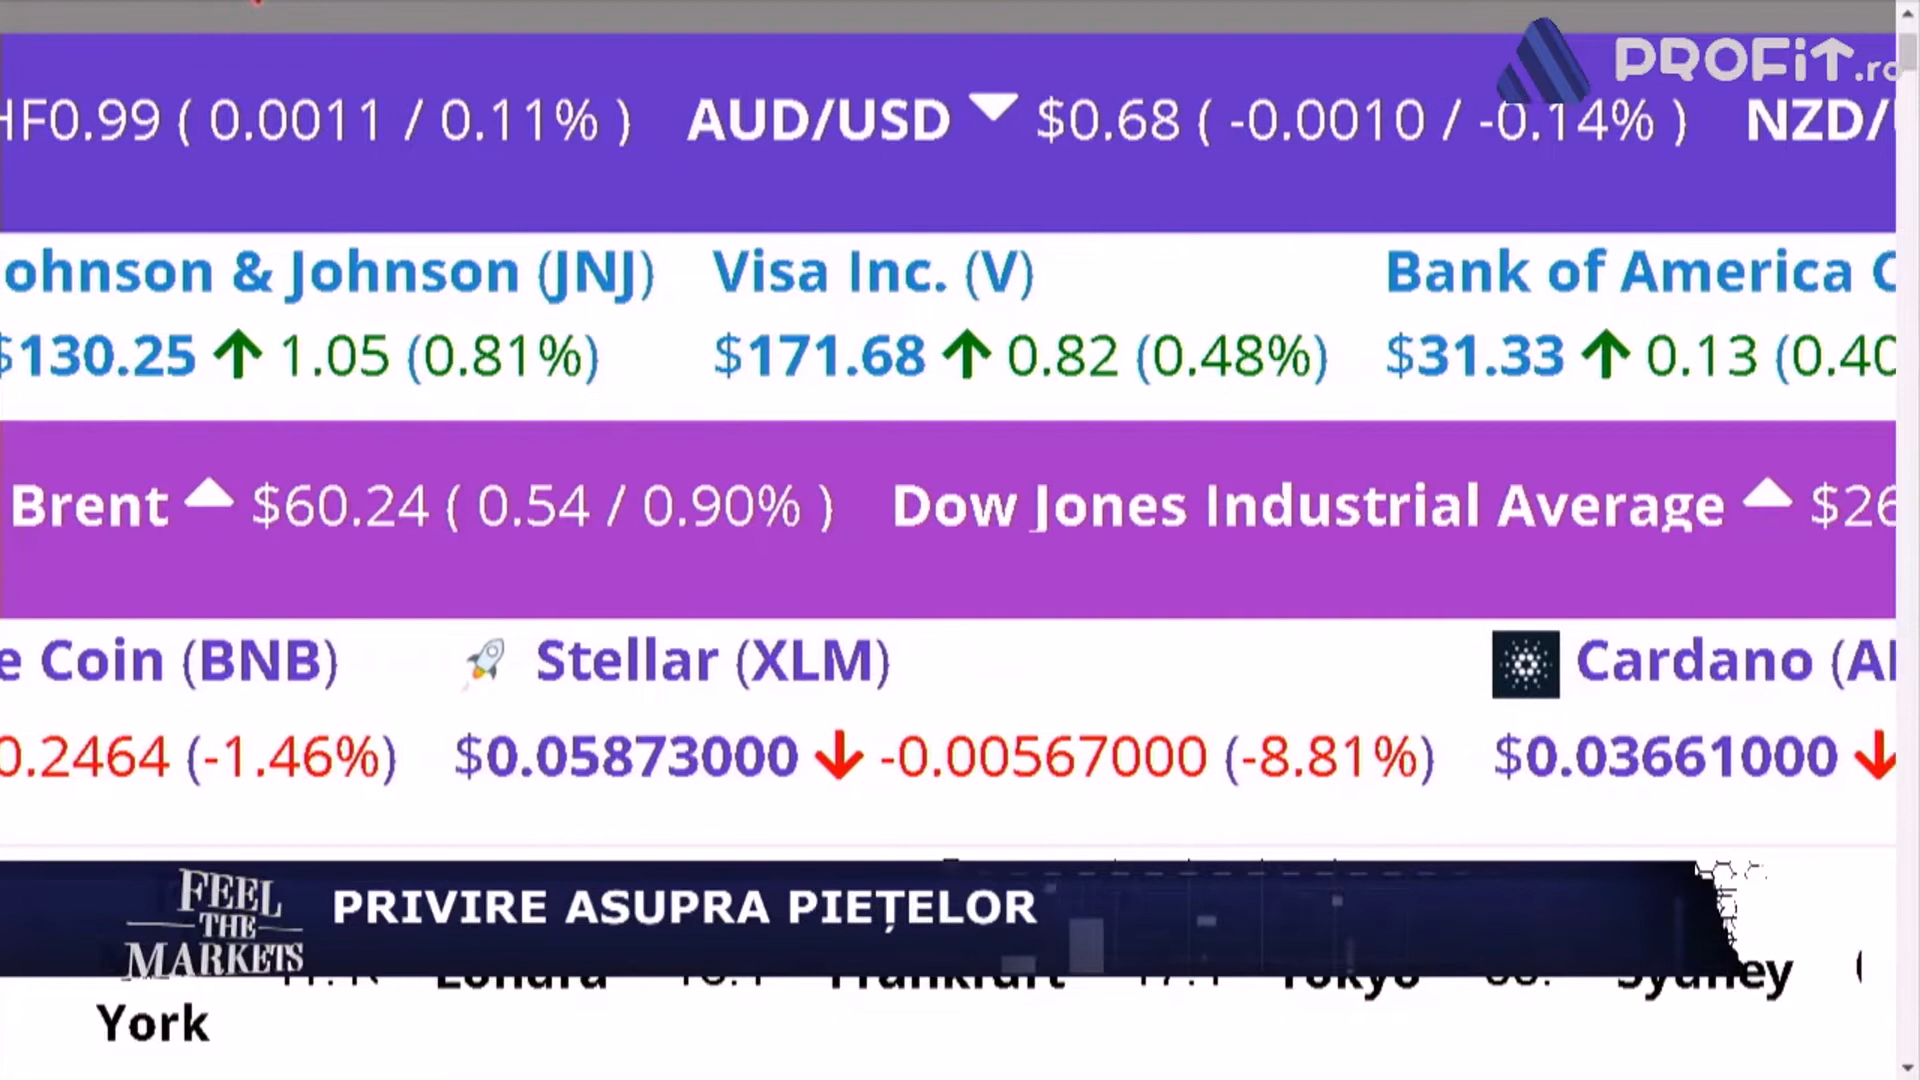 PROFiT.ro
HF0.99 ( 0.0011 / 0.11% ) AUD/USD $0.68 ( -0.0010 / -0.14% ) NZD/
ohnson & Johnson (JNJ) Visa Inc. (V) Bank of America C
$130.25 1.05 (0.81%) $171.68 0.82 (0.48%) $31.33 0.13 (0.40
Brent $60.24 ( 0.54 / 0.90% ) Dow Jones Industrial Average $26
e Coin (BNB) Stellar (XLM) Cardano (A
0.2464 (-1.46%) $0.05873000 -0.00567000 (-8.81%) $0.03661000
FEEL
THE
MARKETS
PRIVIRE ASUPRA PIEȚELOR
Londra Frankfurt Tokyo Sydney
York